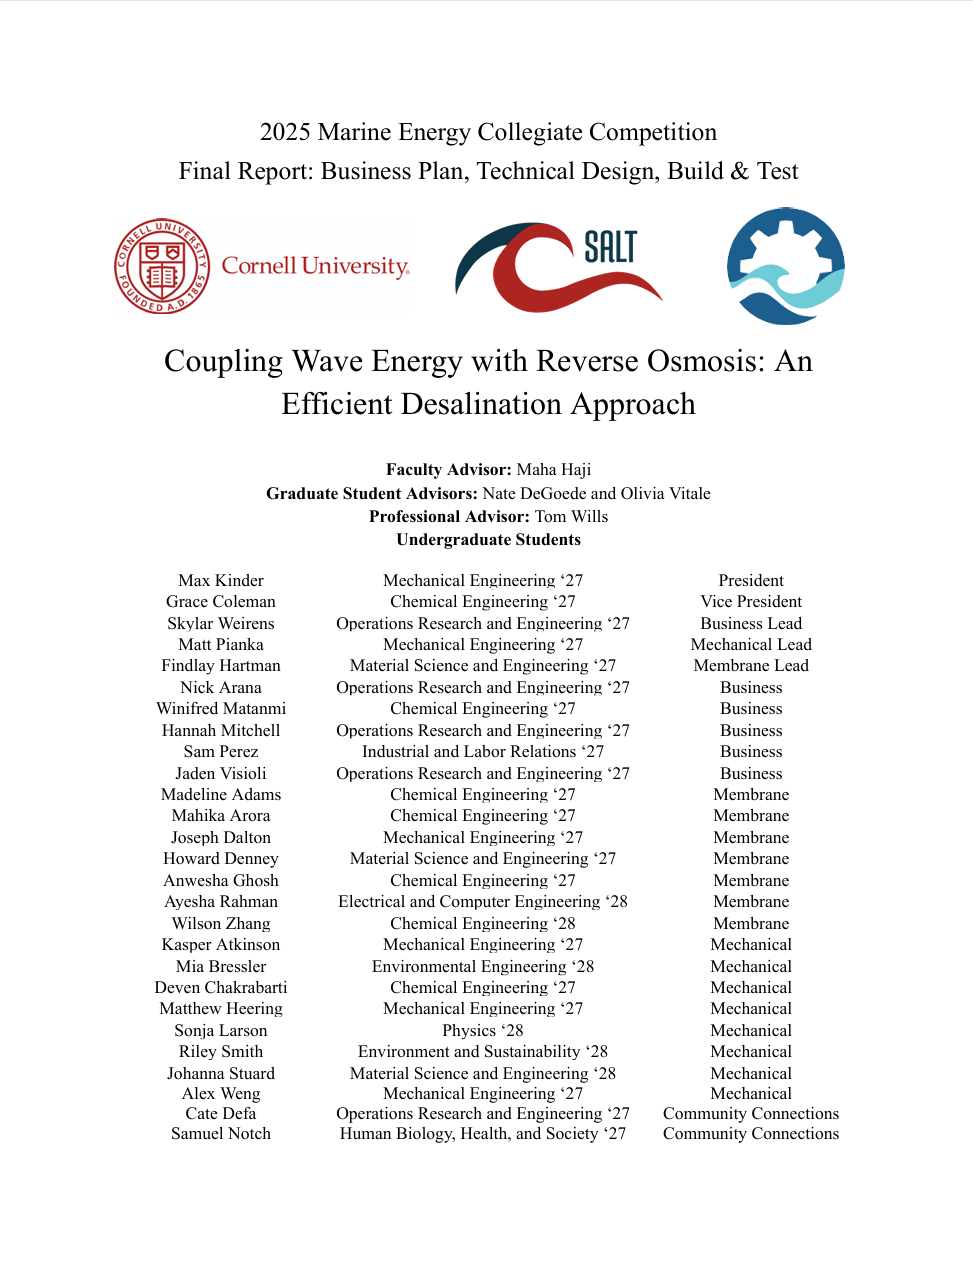 2025 Marine Energy Collegiate Competition
Final Report: Business Plan, Technical Design, Build & Test
CORNELL UNIVERSITY
FOUNDED A.D. 1865
Cornell University®
SALT
Coupling Wave Energy with Reverse Osmosis: An
Efficient Desalination Approach
Faculty Advisor: Maha Haji
Graduate Student Advisors: Nate DeGoede and Olivia Vitale
Professional Advisor: Tom Wills
Undergraduate Students
Max Kinder Mechanical Engineering ‘27 President
Grace Coleman Chemical Engineering ‘27 Vice President
Skylar Weirens Operations Research and Engineering ‘27 Business Lead
Matt Pianka Mechanical Engineering ‘27 Mechanical Lead
Findlay Hartman Material Science and Engineering ‘27 Membrane Lead
Nick Arana Operations Research and Engineering ‘27 Business
Winifred Matanmi Chemical Engineering ‘27 Business
Hannah Mitchell Operations Research and Engineering ‘27 Business
Sam Perez Industrial and Labor Relations ‘27 Business
Jaden Visioli Operations Research and Engineering ‘27 Business
Madeline Adams Chemical Engineering ‘27 Membrane
Mahika Arora Chemical Engineering ‘27 Membrane
Joseph Dalton Mechanical Engineering ‘27 Membrane
Howard Denney Material Science and Engineering ‘27 Membrane
Anwesha Ghosh Chemical Engineering ‘27 Membrane
Ayesha Rahman Electrical and Computer Engineering ‘28 Membrane
Wilson Zhang Chemical Engineering ‘28 Membrane
Kasper Atkinson Mechanical Engineering ‘27 Mechanical
Mia Bressler Environmental Engineering ‘28 Mechanical
Deven Chakrabarti Chemical Engineering ‘27 Mechanical
Matthew Heering Mechanical Engineering ‘27 Mechanical
Sonja Larson Physics ‘28 Mechanical
Riley Smith Environment and Sustainability ‘28 Mechanical
Johanna Stuard Material Science and Engineering ‘28 Mechanical
Alex Weng Mechanical Engineering ‘27 Mechanical
Cate Defa Operations Research and Engineering ‘27 Community Connections
Samuel Notch Human Biology, Health, and Society ‘27 Community Connections